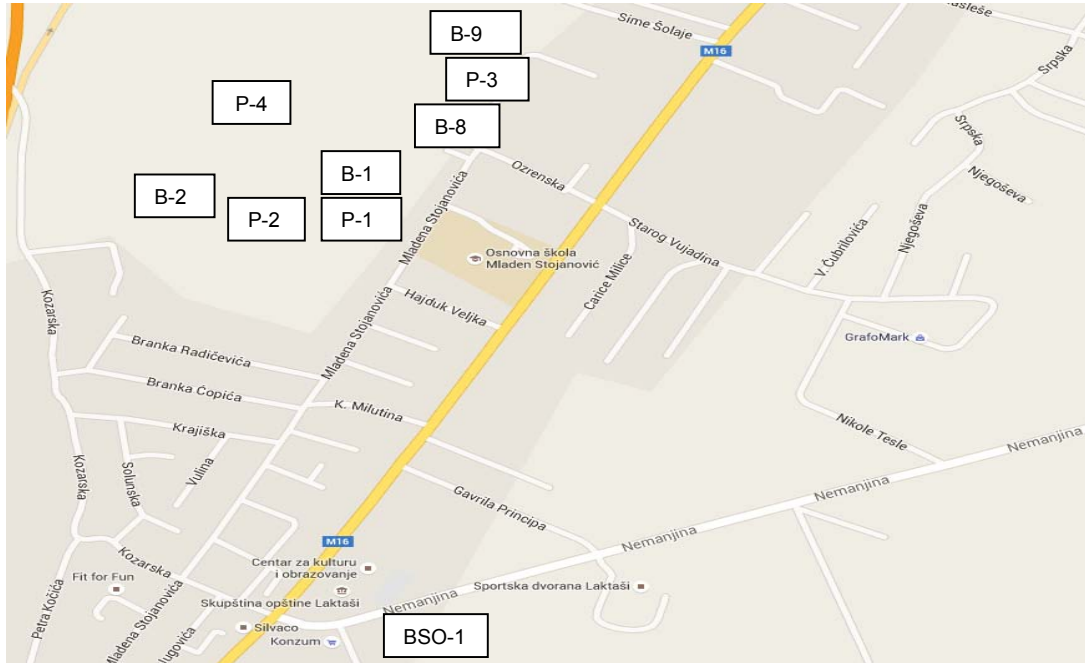 B-9
Sime Šolaje
M16
P-3
Srpska
P-4
B-8
Srpska
Ozrenska
B-1
Njegoševa
B-2
P-2
P-1
Mladena Stojanovića
Starog Vujadina
V. Ćubrilovića
Njegoševa
Osnovna škola
Mladen Stojanović
Carice Milice
Kozarska
Hajduk Veljka
Mladena Stojanovića
GrafoMark
Branka Radičevića
Branka Ćopića
K. Milutina
Nikole Tesle
Krajiška
Nemanjina
Kozarska
Solunska
Vulina
Nemanjina
Gavrila Principa
M16
Nemanjina
Kozarska
Centar za kulturu
i obrazovanje
Fit for Fun
Sportska dvorana Laktaši
Skupština opštine Laktaši
Nemanjina
Petra Kočića
Mladena Stojanovića
Silvaco
Konzum
BSO-1